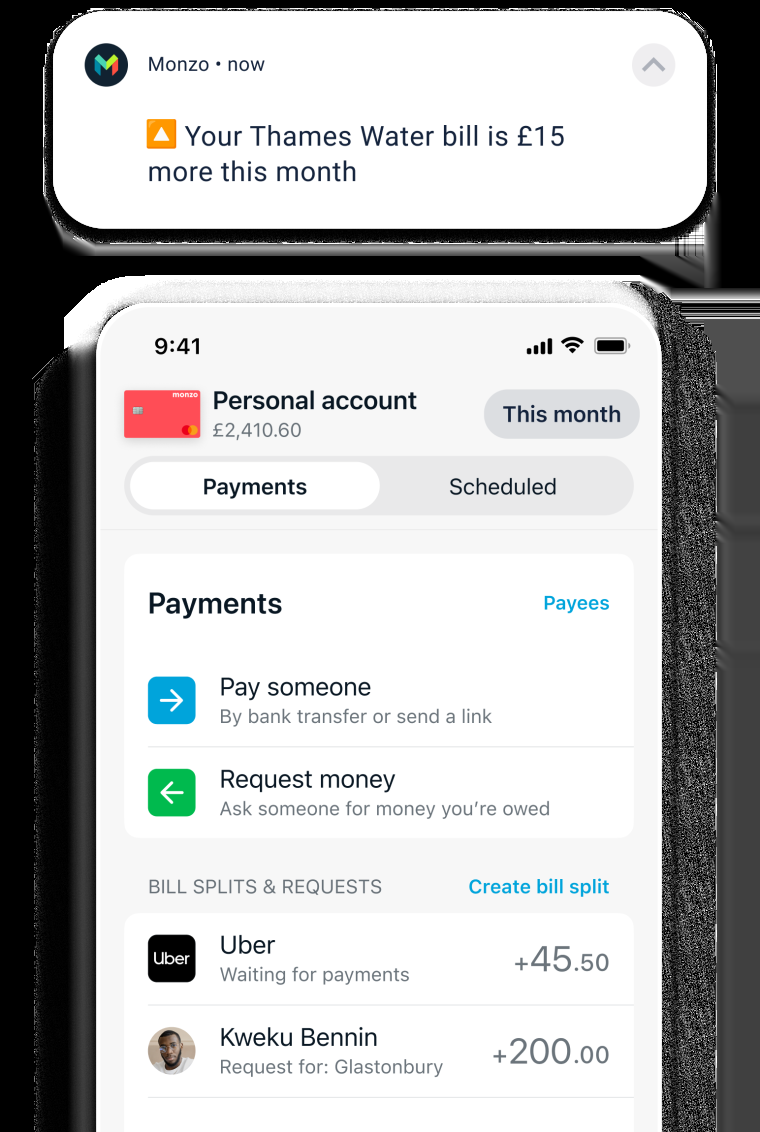 Monzo • now
🔼 Your Thames Water bill is £15
more this month
9:41
monzo
Personal account
£2,410.60
This month
Payments
Scheduled
Payments
Payees
Pay someone
By bank transfer or send a link
Request money
Ask someone for money you’re owed
BILL SPLITS & REQUESTS
Create bill split
Uber
Uber
Waiting for payments
+45.50
Kweku Bennin
Request for: Glastonbury
+200.00